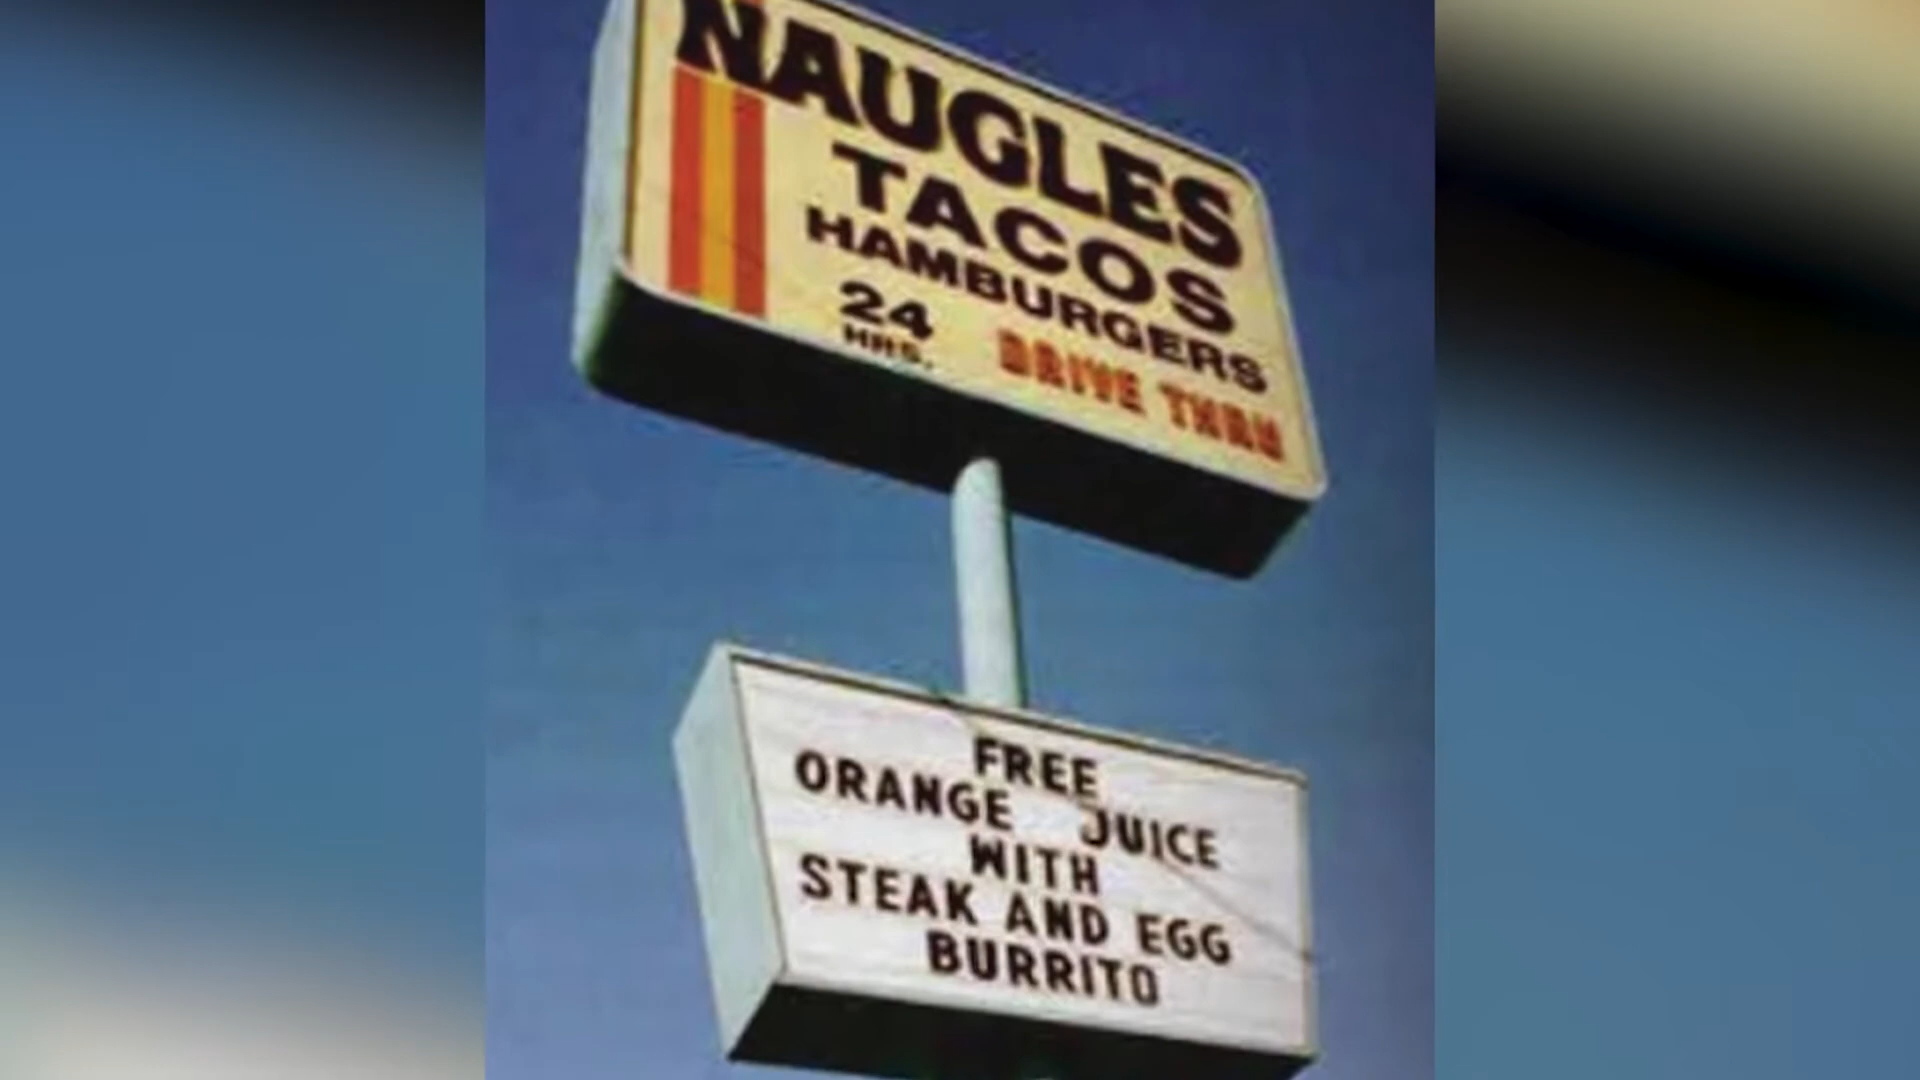 NAUGLES
TACOS
HAMBURGERS
24
HRS.
DRIVE THRU
FREE
ORANGE JUICE
WITH
STEAK AND EGG
BURRITO